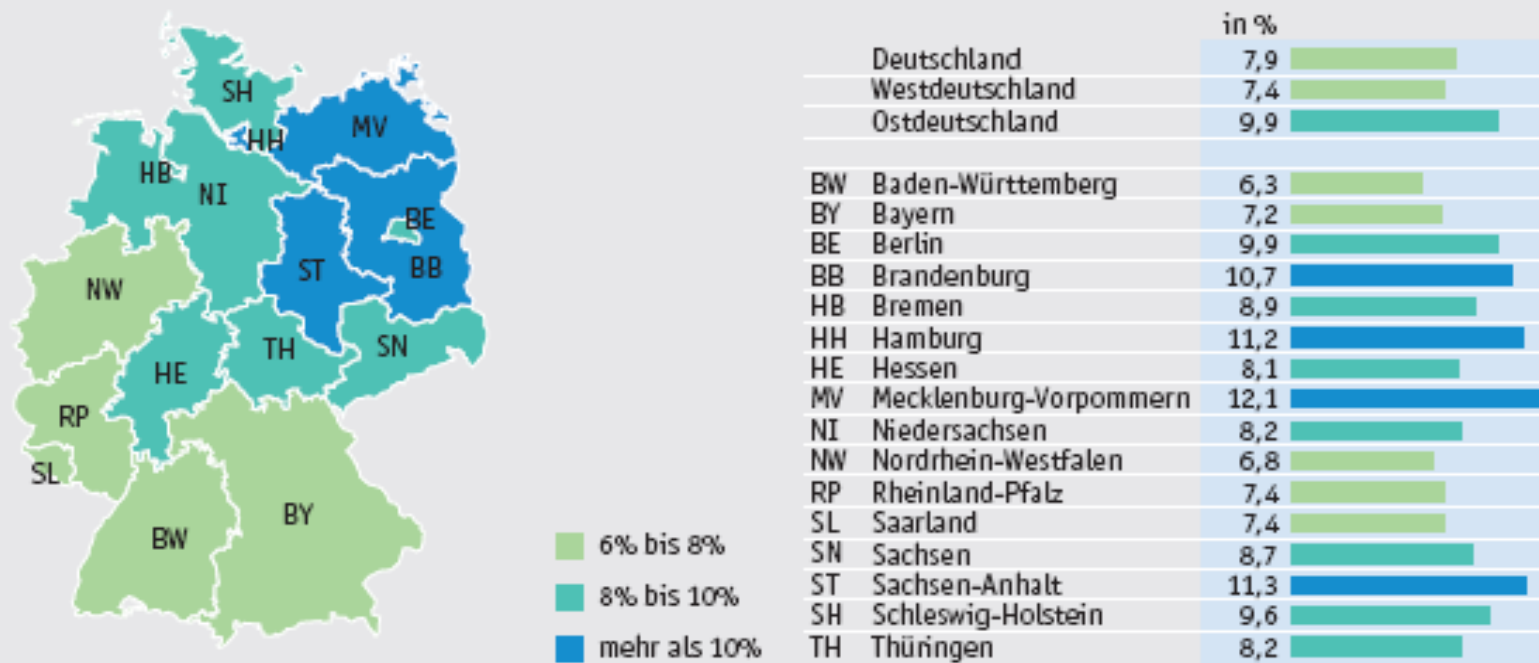 SH
HH
MV
HB
NI
BE
BB
ST
NW
TH
SN
HE
RP
SL
BW
BY
6% bis 8%
8% bis 10%
mehr als 10%
in %
Deutschland 7,9
Westdeutschland 7,4
Ostdeutschland 9,9
BW Baden-Württemberg 6,3
BY Bayern 7,2
BE Berlin 9,9
BB Brandenburg 10,7
HB Bremen 8,9
HH Hamburg 11,2
HE Hessen 8,1
MV Mecklenburg-Vorpommern 12,1
NI Niedersachsen 8,2
NW Nordrhein-Westfalen 6,8
RP Rheinland-Pfalz 7,4
SL Saarland 7,4
SN Sachsen 8,7
ST Sachsen-Anhalt 11,3
SH Schleswig-Holstein 9,6
TH Thüringen 8,2